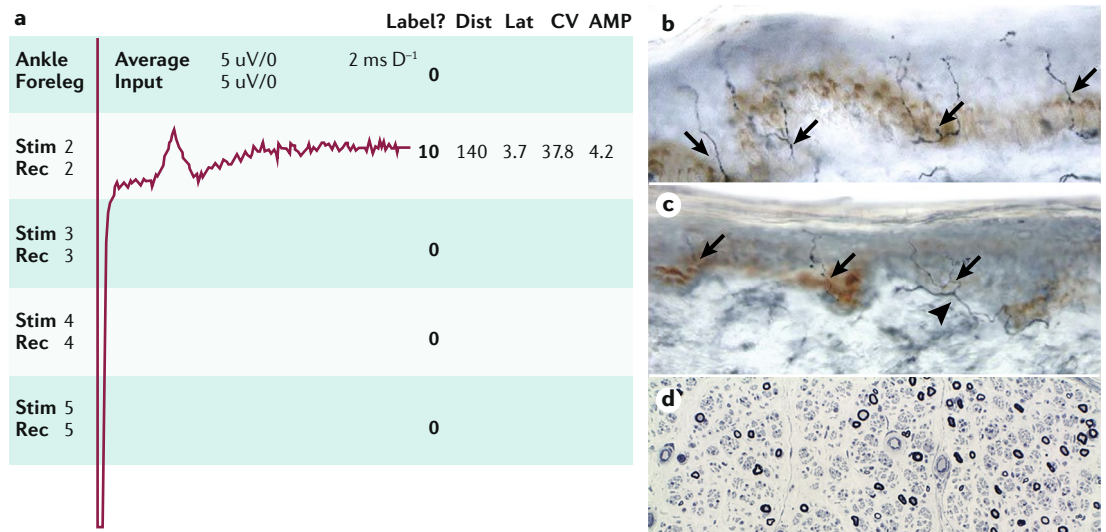 a
Label? Dist Lat CV AMP
Ankle Average 5 uV/0 2 ms D⁻¹
Foreleg Input 5 uV/0
0
Stim 2
Rec 2
10 140 3.7 37.8 4.2
Stim 3
Rec 3
0
Stim 4
Rec 4
0
Stim 5
Rec 5
0
b
c
d